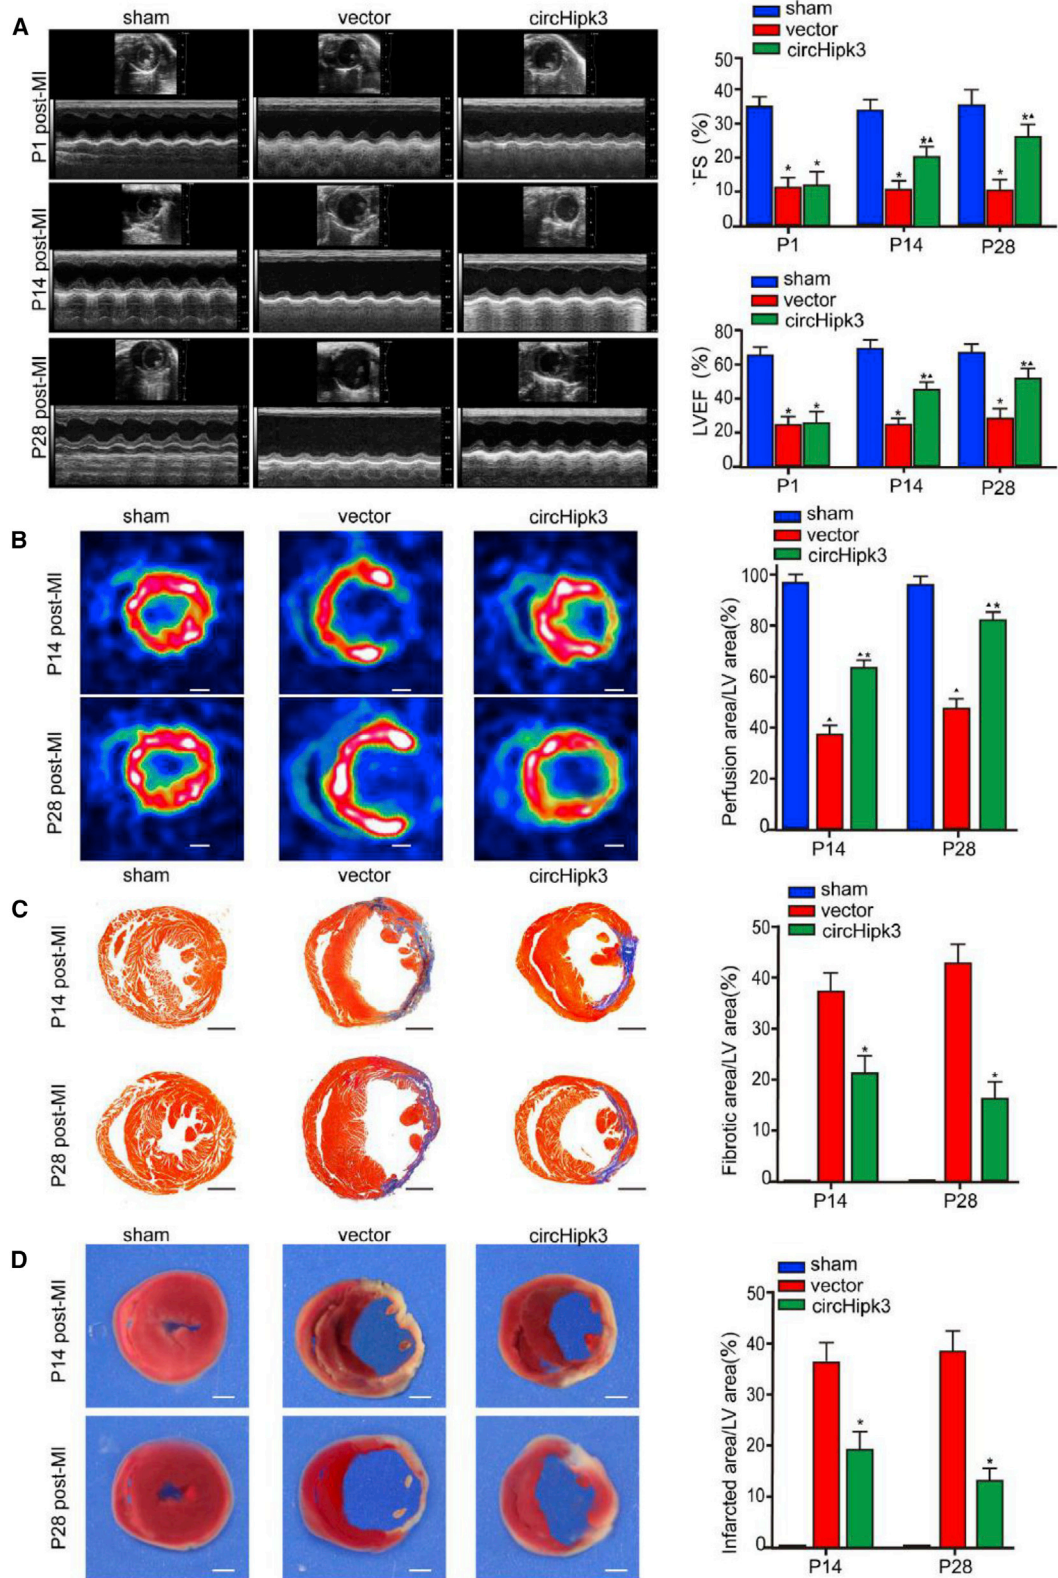 A
sham
vector
circHipk3
P1 post-MI
P14 post-MI
P28 post-MI
sham
vector
circHipk3
`FS (%)
50
30
20
10
0
* *
* *▲
* *▲
P1
P14
P28
sham
vector
circHipk3
LVEF (%)
80
60
40
20
0
* *
* *▲
* *▲
P1
P14
P28
B
sham
vector
circHipk3
P14 post-MI
P28 post-MI
sham
vector
circHipk3
Perfusion area/LV area(%)
100
80
60
40
20
0
▲ ▲*
▲ ▲*
P14
P28
C
sham
vector
circHipk3
P14 post-MI
P28 post-MI
sham
vector
circHipk3
Fibrotic area/LV area(%)
50
40
30
20
10
0
*
*
P14
P28
D
sham
vector
circHipk3
P14 post-MI
P28 post-MI
sham
vector
circHipk3
Infarcted area/LV area(%)
50
40
30
20
10
0
*
*
P14
P28